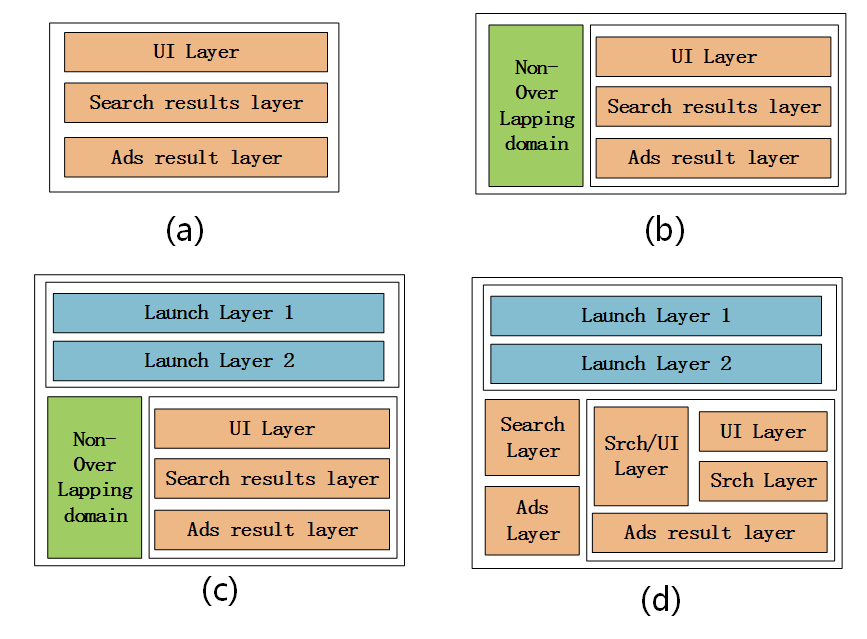 UI Layer
Search results layer
Ads result layer
(a)
Non-
Over
Lapping
domain
UI Layer
Search results layer
Ads result layer
(b)
Launch Layer 1
Launch Layer 2
Non-
Over
Lapping
domain
UI Layer
Search results layer
Ads result layer
(c)
Launch Layer 1
Launch Layer 2
Search
Layer
Ads
Layer
Srch/UI
Layer
UI Layer
Srch Layer
Ads result layer
(d)